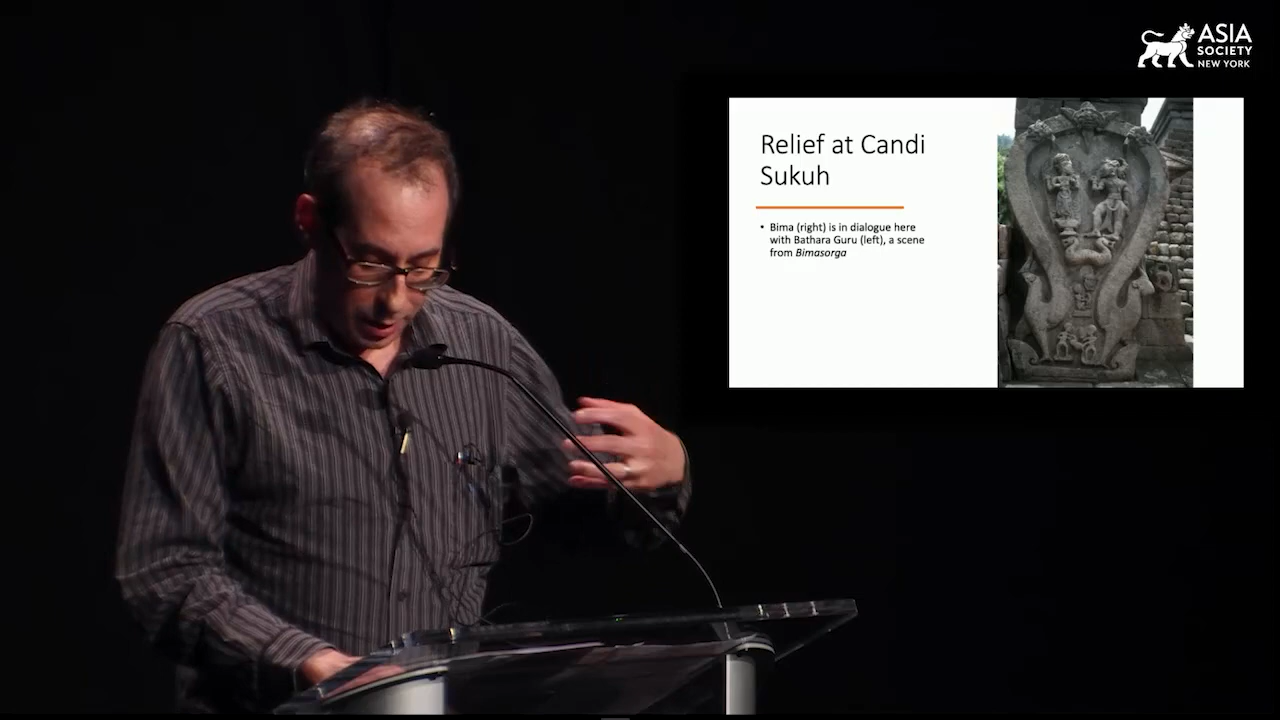 ASIA
SOCIETY
NEW YORK
Relief at Candi
Sukuh
• Bima (right) is in dialogue here
with Bathara Guru (left), a scene
from Bimasorga